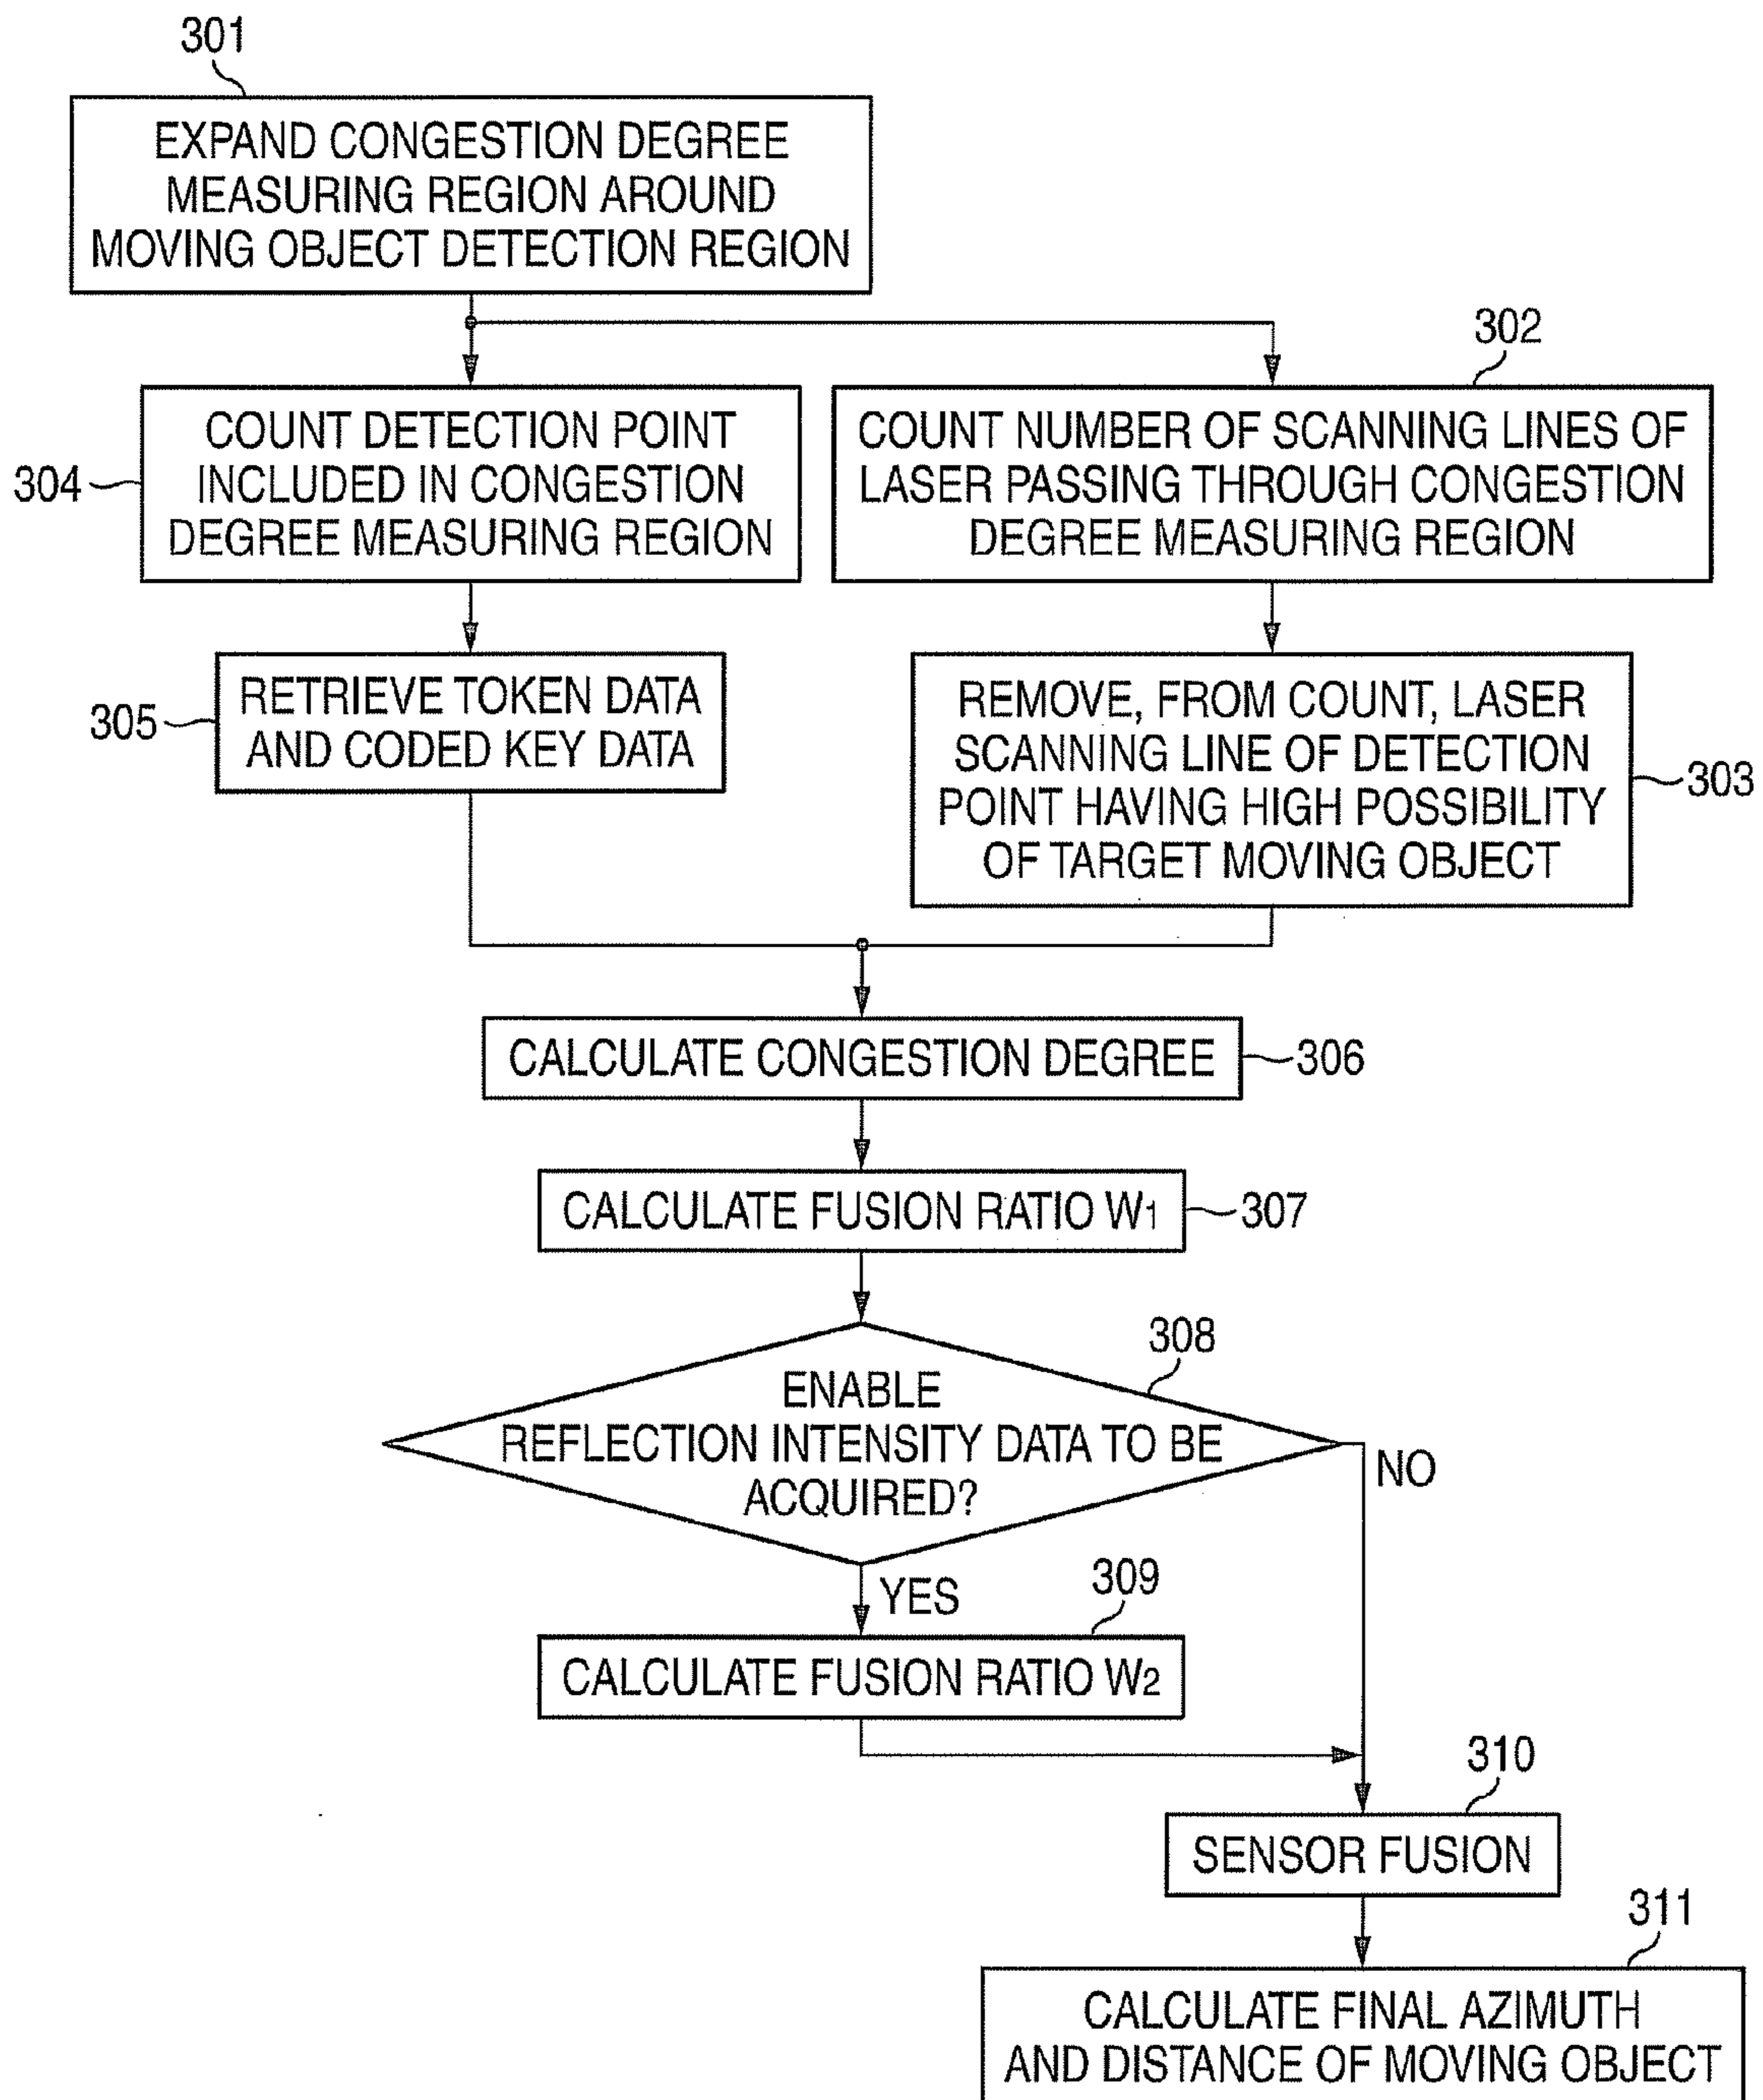 301
EXPAND CONGESTION DEGREE
MEASURING REGION AROUND
MOVING OBJECT DETECTION REGION
302
304
COUNT DETECTION POINT
INCLUDED IN CONGESTION
DEGREE MEASURING REGION
COUNT NUMBER OF SCANNING LINES OF
LASER PASSING THROUGH CONGESTION
DEGREE MEASURING REGION
305
RETRIEVE TOKEN DATA
AND CODED KEY DATA
REMOVE, FROM COUNT, LASER
SCANNING LINE OF DETECTION
POINT HAVING HIGH POSSIBILITY
OF TARGET MOVING OBJECT
303
CALCULATE CONGESTION DEGREE
306
CALCULATE FUSION RATIO W1
307
308
ENABLE
REFLECTION INTENSITY DATA TO BE
ACQUIRED?
NO
YES
309
CALCULATE FUSION RATIO W2
310
SENSOR FUSION
311
CALCULATE FINAL AZIMUTH
AND DISTANCE OF MOVING OBJECT